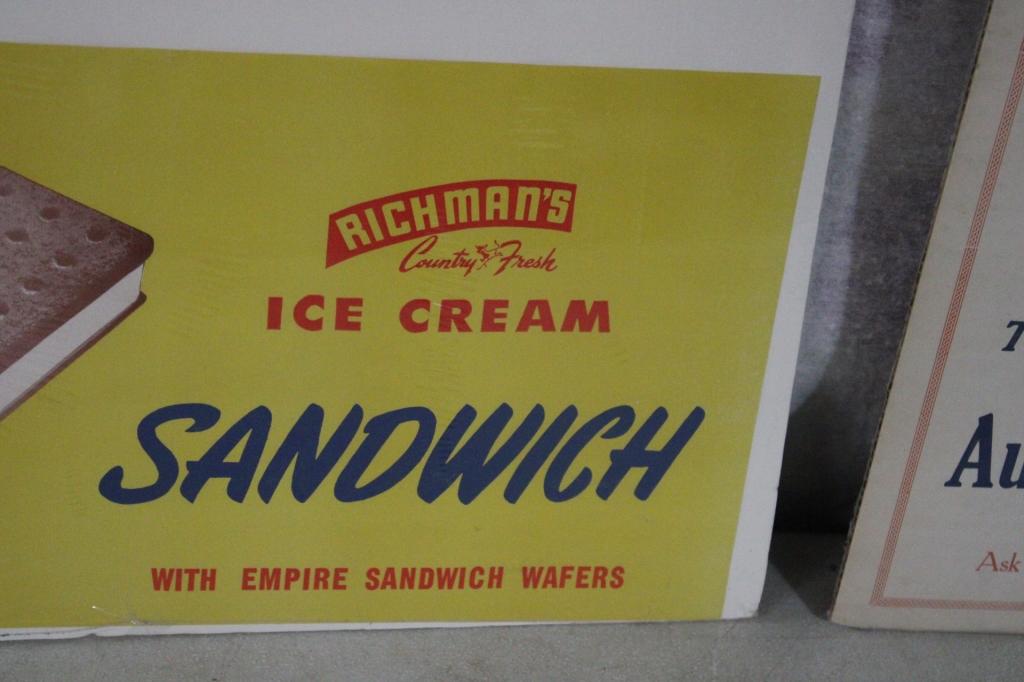 RICHMAN'S
Country Fresh
ICE CREAM
SANDWICH
WITH EMPIRE SANDWICH WAFERS
Ask